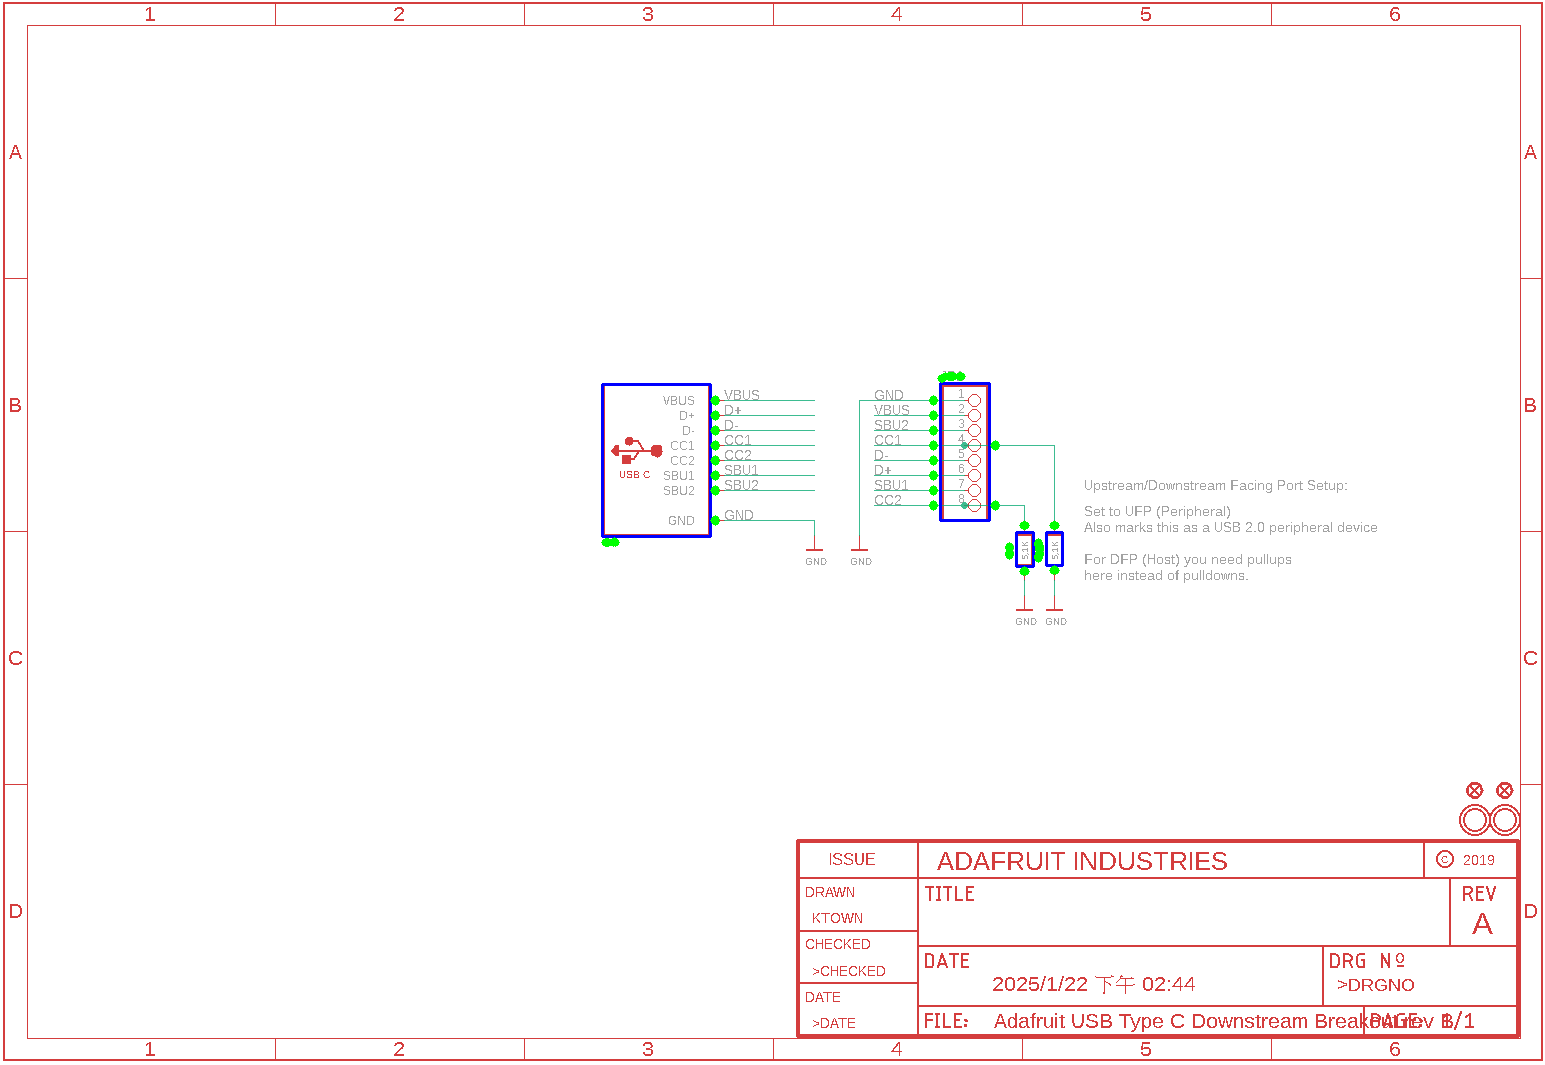 1 2 3 4 5 6
A A
B B
C C
D D
VBUS
D+
D-
CC1
CC2
SBU1
SBU2
GND
USB C
VBUS
D+
D-
CC1
CC2
SBU1
SBU2
GND
GND
GND
GND
VBUS
SBU2
CC1
D-
D+
SBU1
CC2
1
2
3
4
5
6
7
8
5.1K
5.1K
GND
GND
Upstream/Downstream Facing Port Setup:
Set to UFP (Peripheral)
Also marks this as a USB 2.0 peripheral device
For DFP (Host) you need pullups
here instead of pulldowns.
ISSUE
ADAFRUIT INDUSTRIES
© 2019
DRAWN
KTOWN
TITLE
REV
A
CHECKED
>CHECKED
DATE
2025/1/22 下午 02:44
DRG Nº
>DRGNO
DATE
>DATE
FILE: Adafruit USB Type C Downstream Breakout rev B
PAGE: 1/1
1 2 3 4 5 6